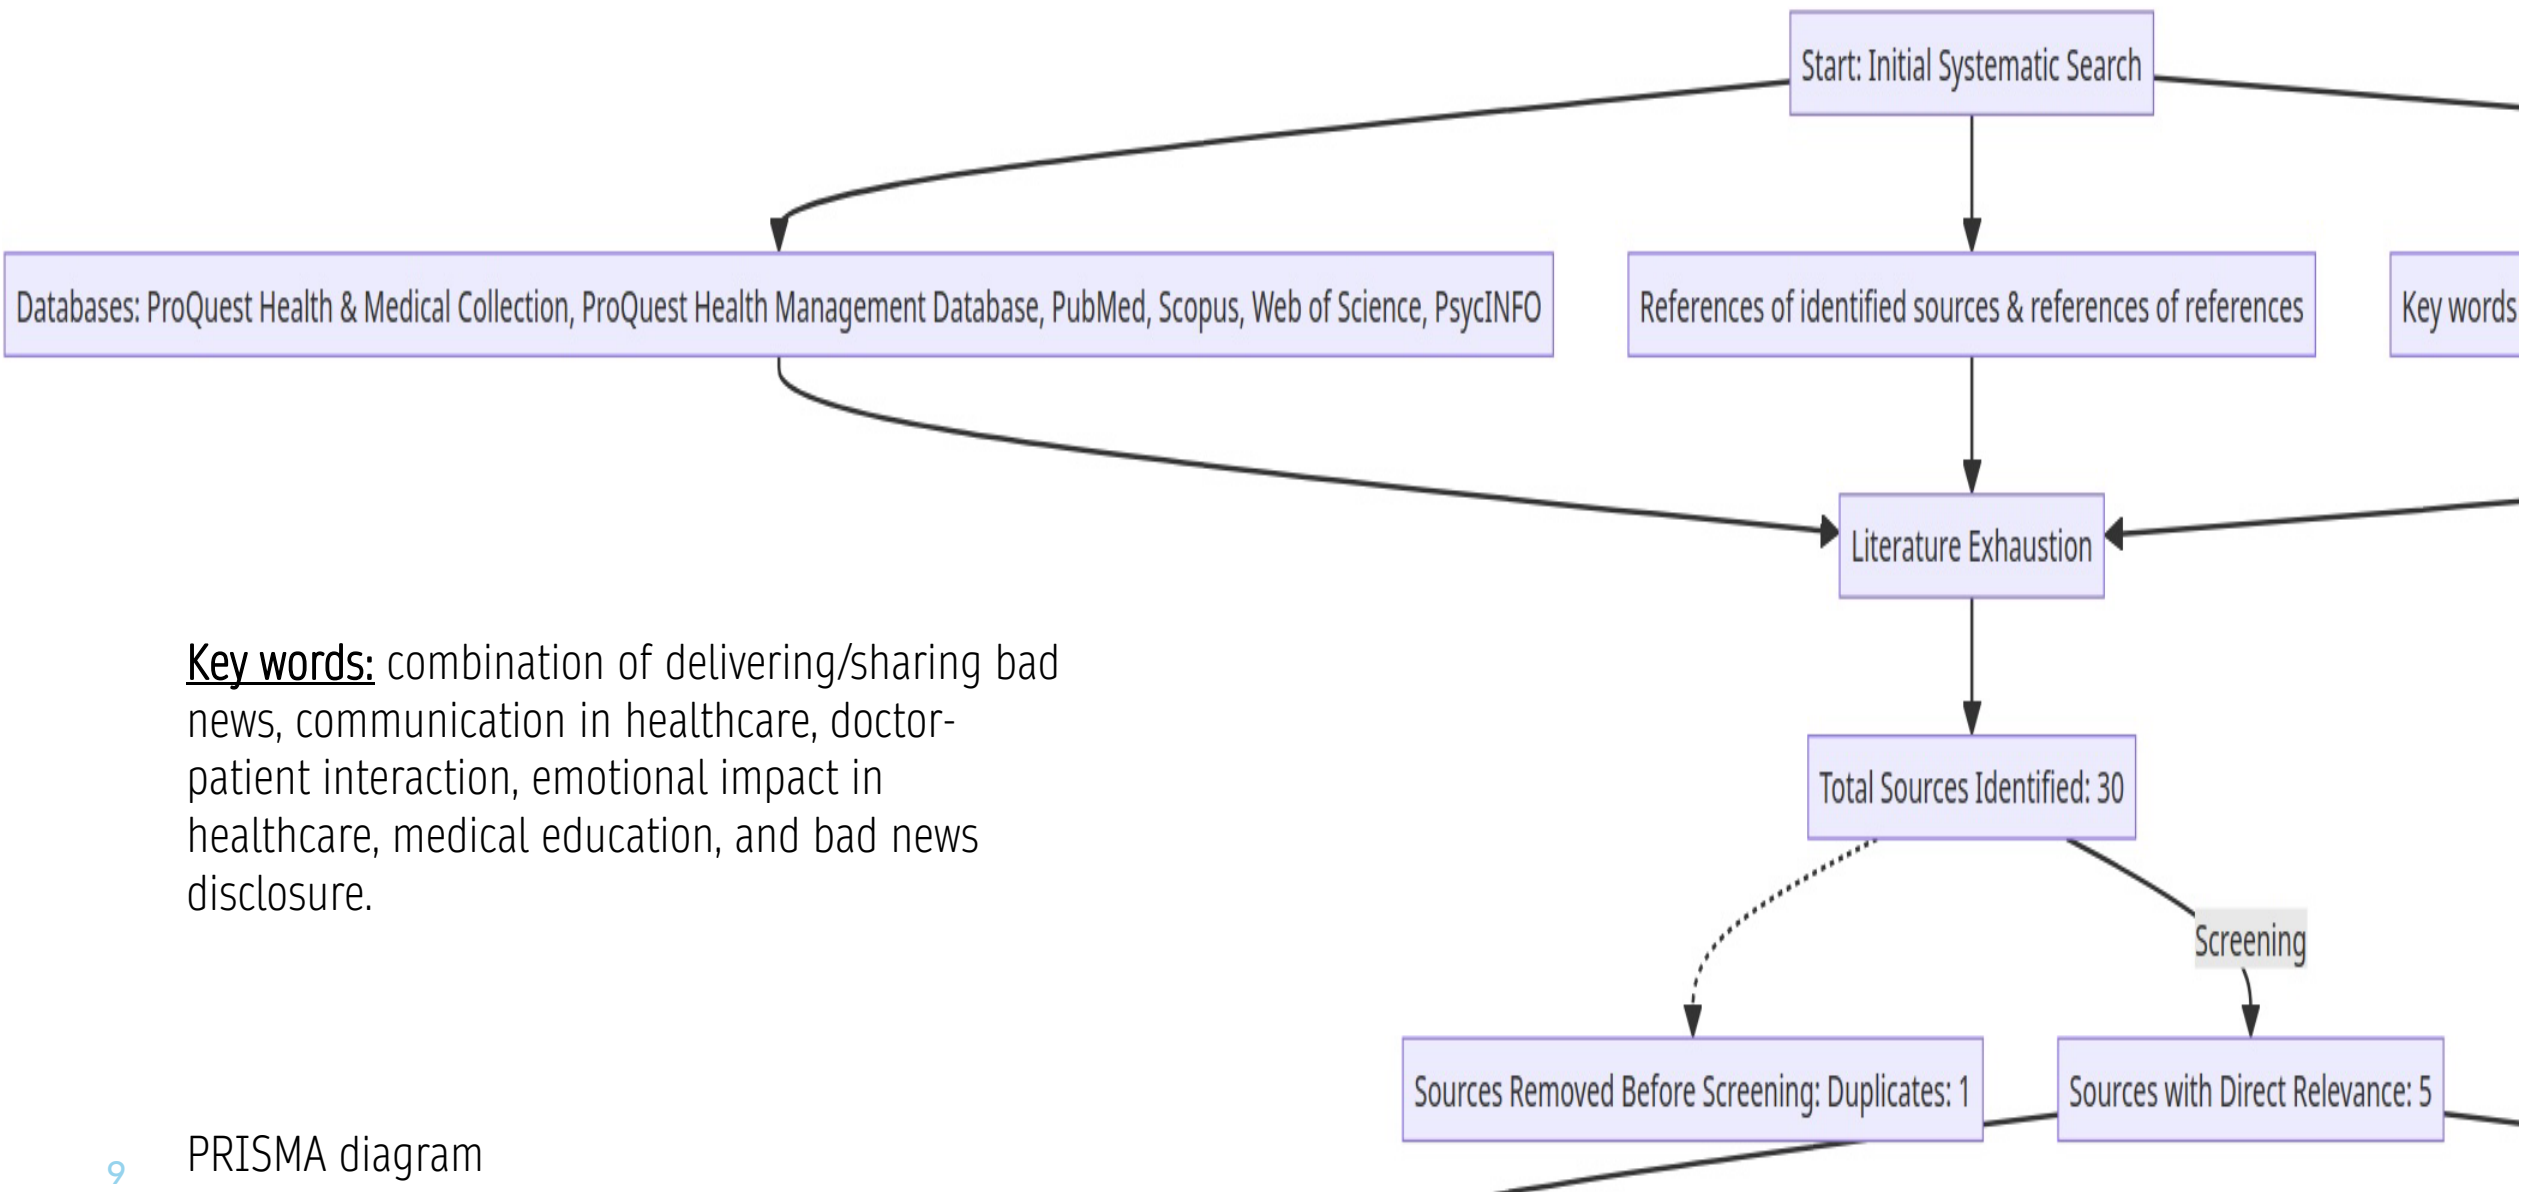 Start: Initial Systematic Search
Databases: ProQuest Health & Medical Collection, ProQuest Health Management Database, PubMed, Scopus, Web of Science, PsycINFO
References of identified sources & references of references
Key words
Literature Exhaustion
Key words: combination of delivering/sharing bad
news, communication in healthcare, doctor-
patient interaction, emotional impact in
healthcare, medical education, and bad news
disclosure.
Total Sources Identified: 30
Screening
Sources Removed Before Screening: Duplicates: 1
Sources with Direct Relevance: 5
PRISMA diagram
9